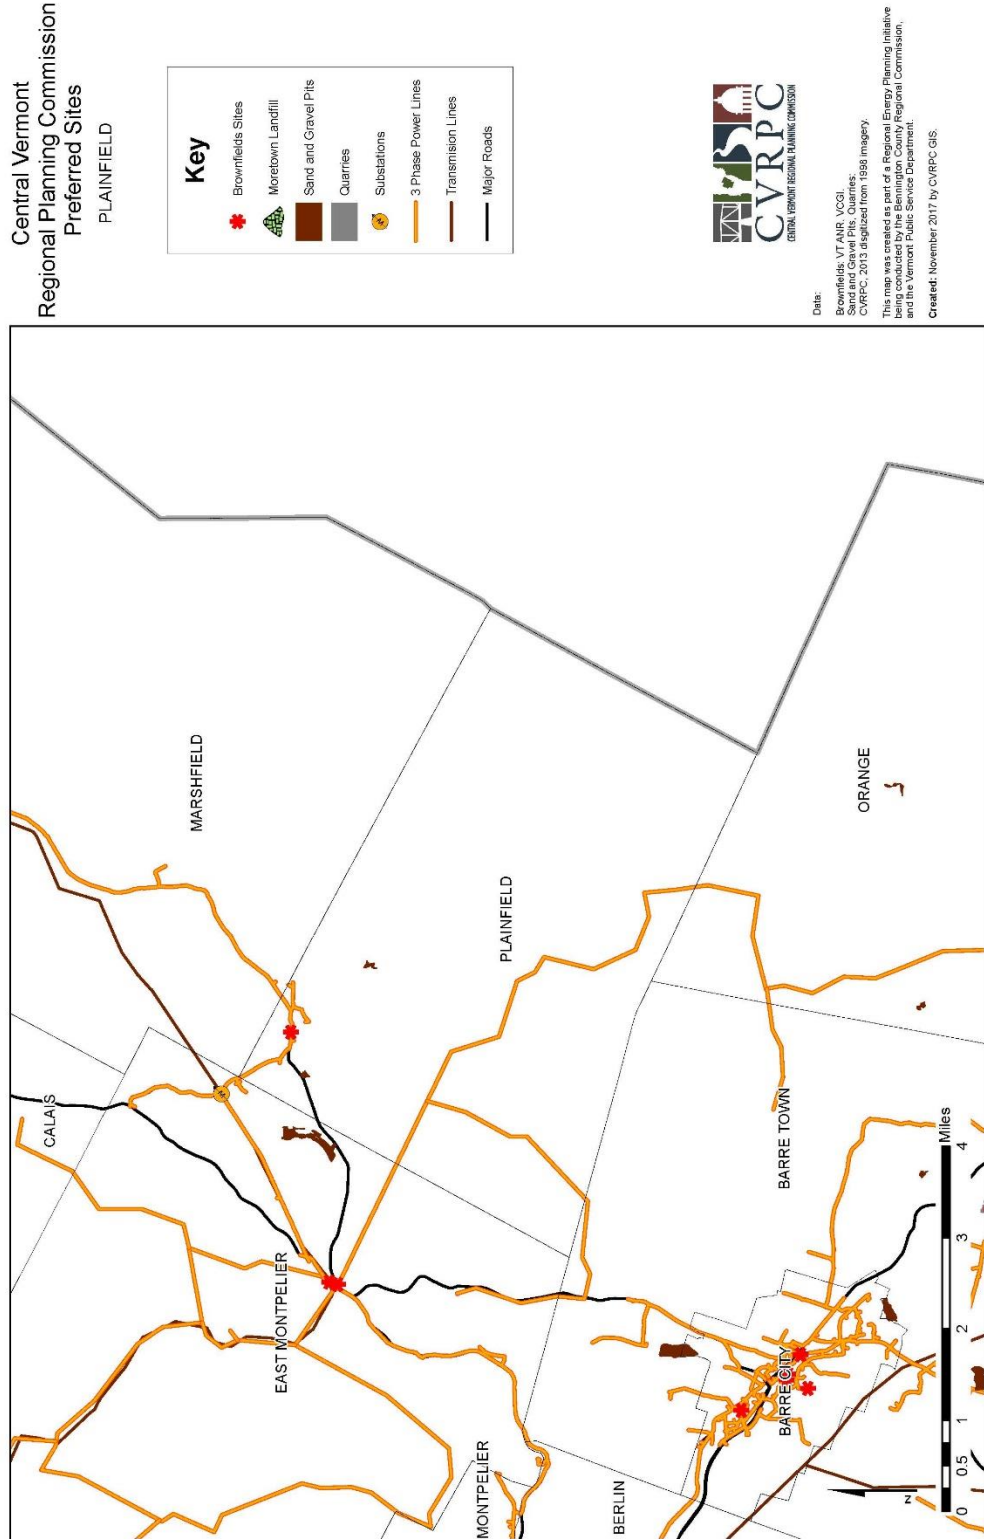 Central Vermont
Regional Planning Commission
Preferred Sites
PLAINFIELD
Key
Brownfields Sites
Moretown Landfill
Sand and Gravel Pits
Quarries
Substations
3 Phase Power Lines
Transmision Lines
Major Roads
CVRPC
CENTRAL VERMONT REGIONAL PLANNING COMMISSION
Data:
Brownfields: VT ANR, VCGI.
Sand and Gravel Pits, Quarries:
CVRPC, 2013 disgitized from 1998 imagery.
This map was created as part of a Regional Energy Planning Initiative
being conducted by the Bennington County Regional Commission,
and the Vermont Public Service Department.
Created: November 2017 by CVRPC GIS.
CALAIS
MARSHFIELD
EAST MONTPELIER
PLAINFIELD
MONTPELIER
BERLIN
BARRE CITY
BARRE TOWN
ORANGE
N
0 0.5 1 2 3 4
Miles